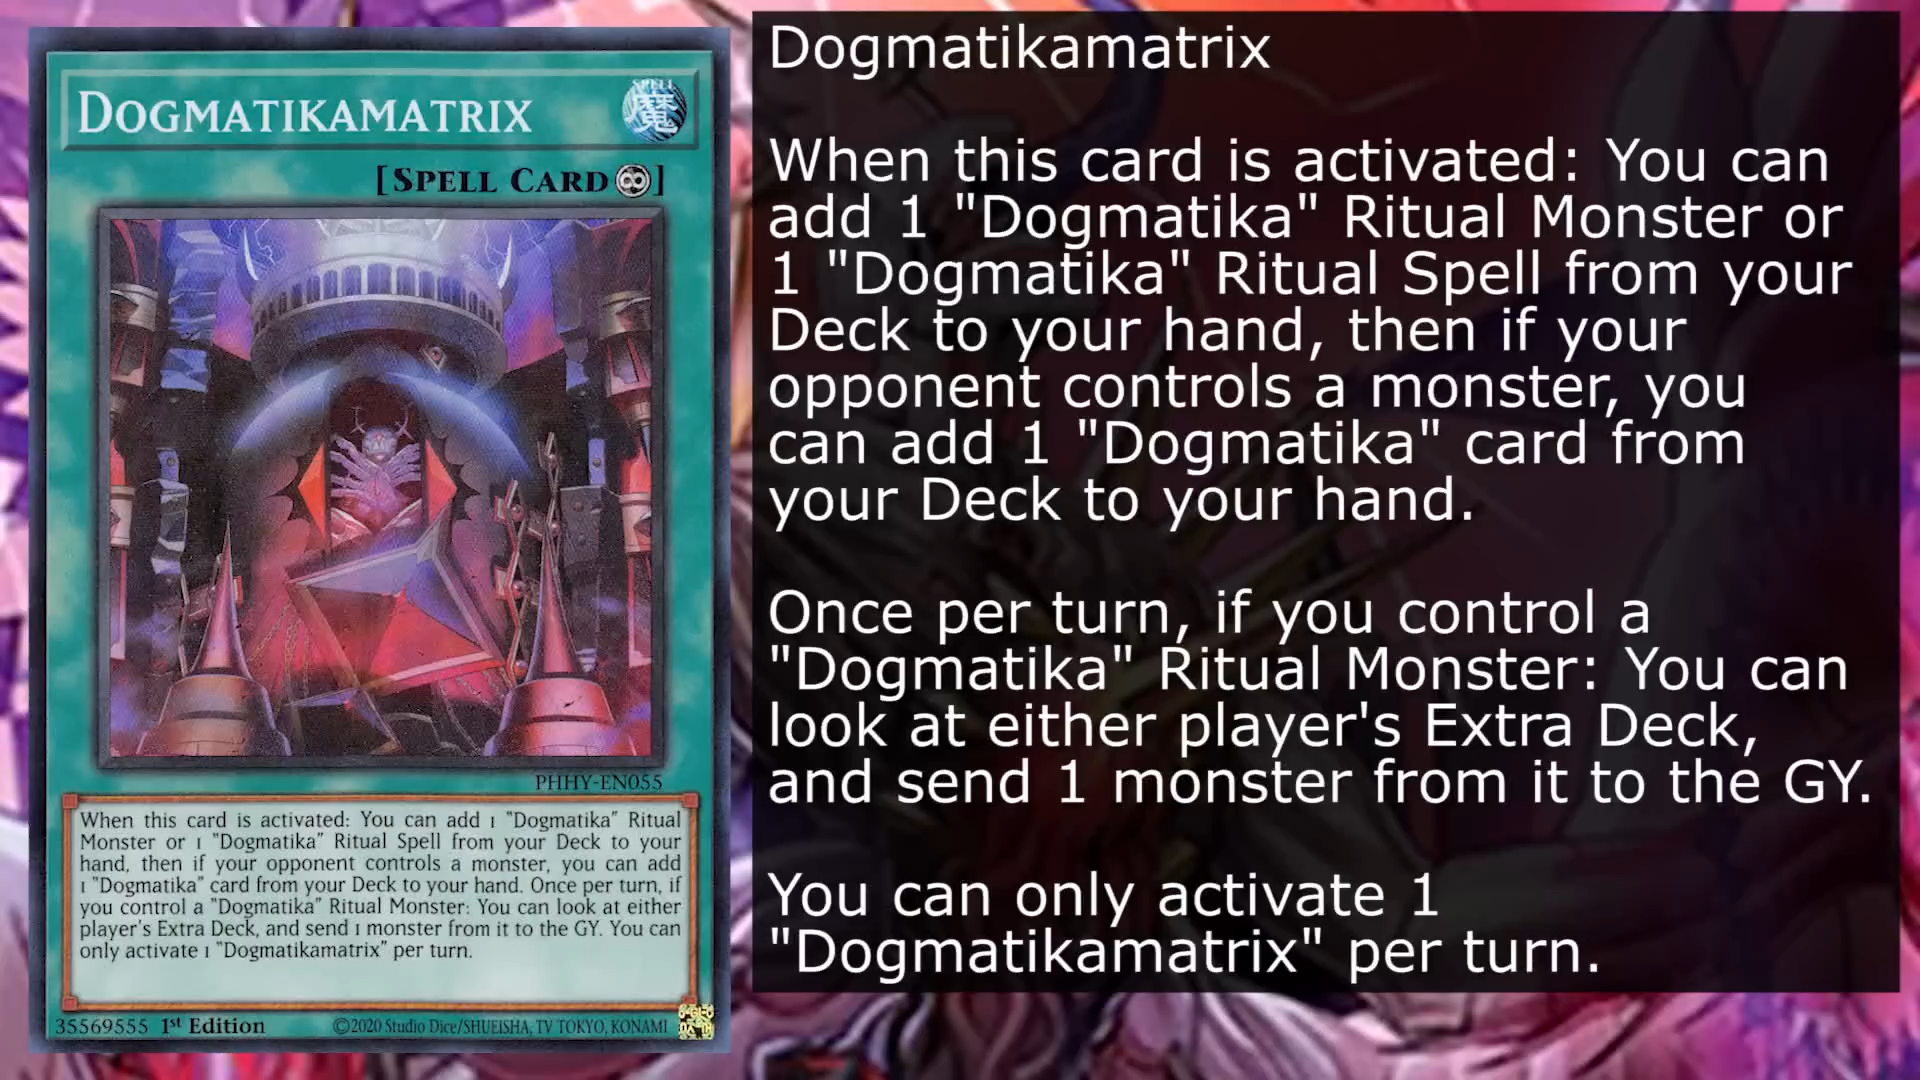 DOGMATIKAMATRIX
SPELL
魔
[SPELL CARD]
PHHY-EN055
When this card is activated: You can add 1 "Dogmatika" Ritual
Monster or 1 "Dogmatika" Ritual Spell from your Deck to your
hand, then if your opponent controls a monster, you can add
1 "Dogmatika" card from your Deck to your hand. Once per turn, if
you control a "Dogmatika" Ritual Monster: You can look at either
player's Extra Deck, and send 1 monster from it to the GY. You can
only activate 1 "Dogmatikamatrix" per turn.
35569555 1st Edition
©2020 Studio Dice/SHUEISHA, TV TOKYO, KONAMI
Dogmatikamatrix
When this card is activated: You can
add 1 "Dogmatika" Ritual Monster or
1 "Dogmatika" Ritual Spell from your
Deck to your hand, then if your
opponent controls a monster, you
can add 1 "Dogmatika" card from
your Deck to your hand.
Once per turn, if you control a
"Dogmatika" Ritual Monster: You can
look at either player's Extra Deck,
and send 1 monster from it to the GY.
You can only activate 1
"Dogmatikamatrix" per turn.